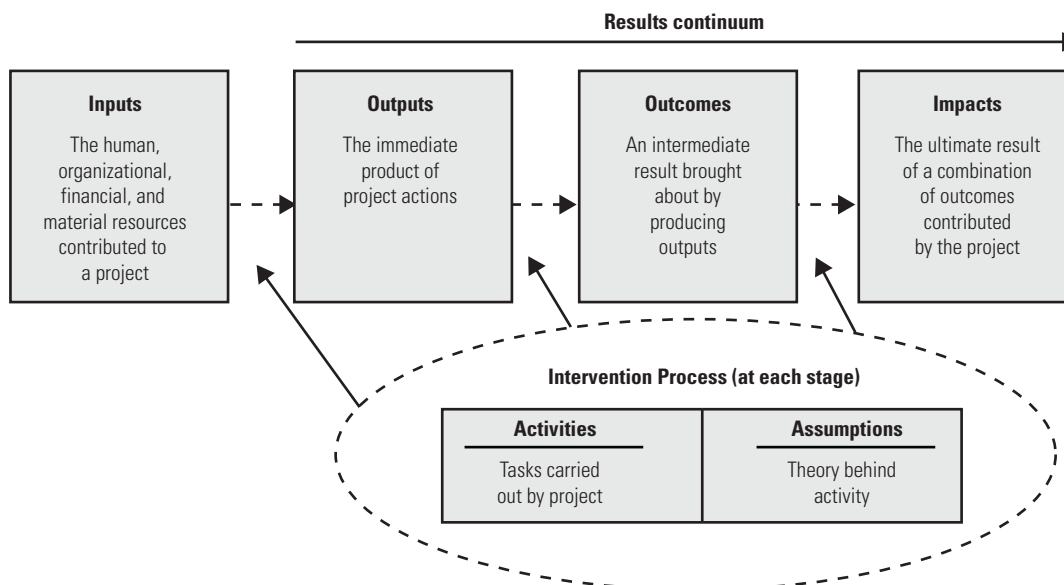 Results continuum
Inputs
The human,
organizational,
financial, and
material resources
contributed to
a project
Outputs
The immediate
product of
project actions
Outcomes
An intermediate
result brought
about by
producing
outputs
Impacts
The ultimate result
of a combination
of outcomes
contributed
by the project
Intervention Process (at each stage)
Activities
Tasks carried
out by project
Assumptions
Theory behind
activity